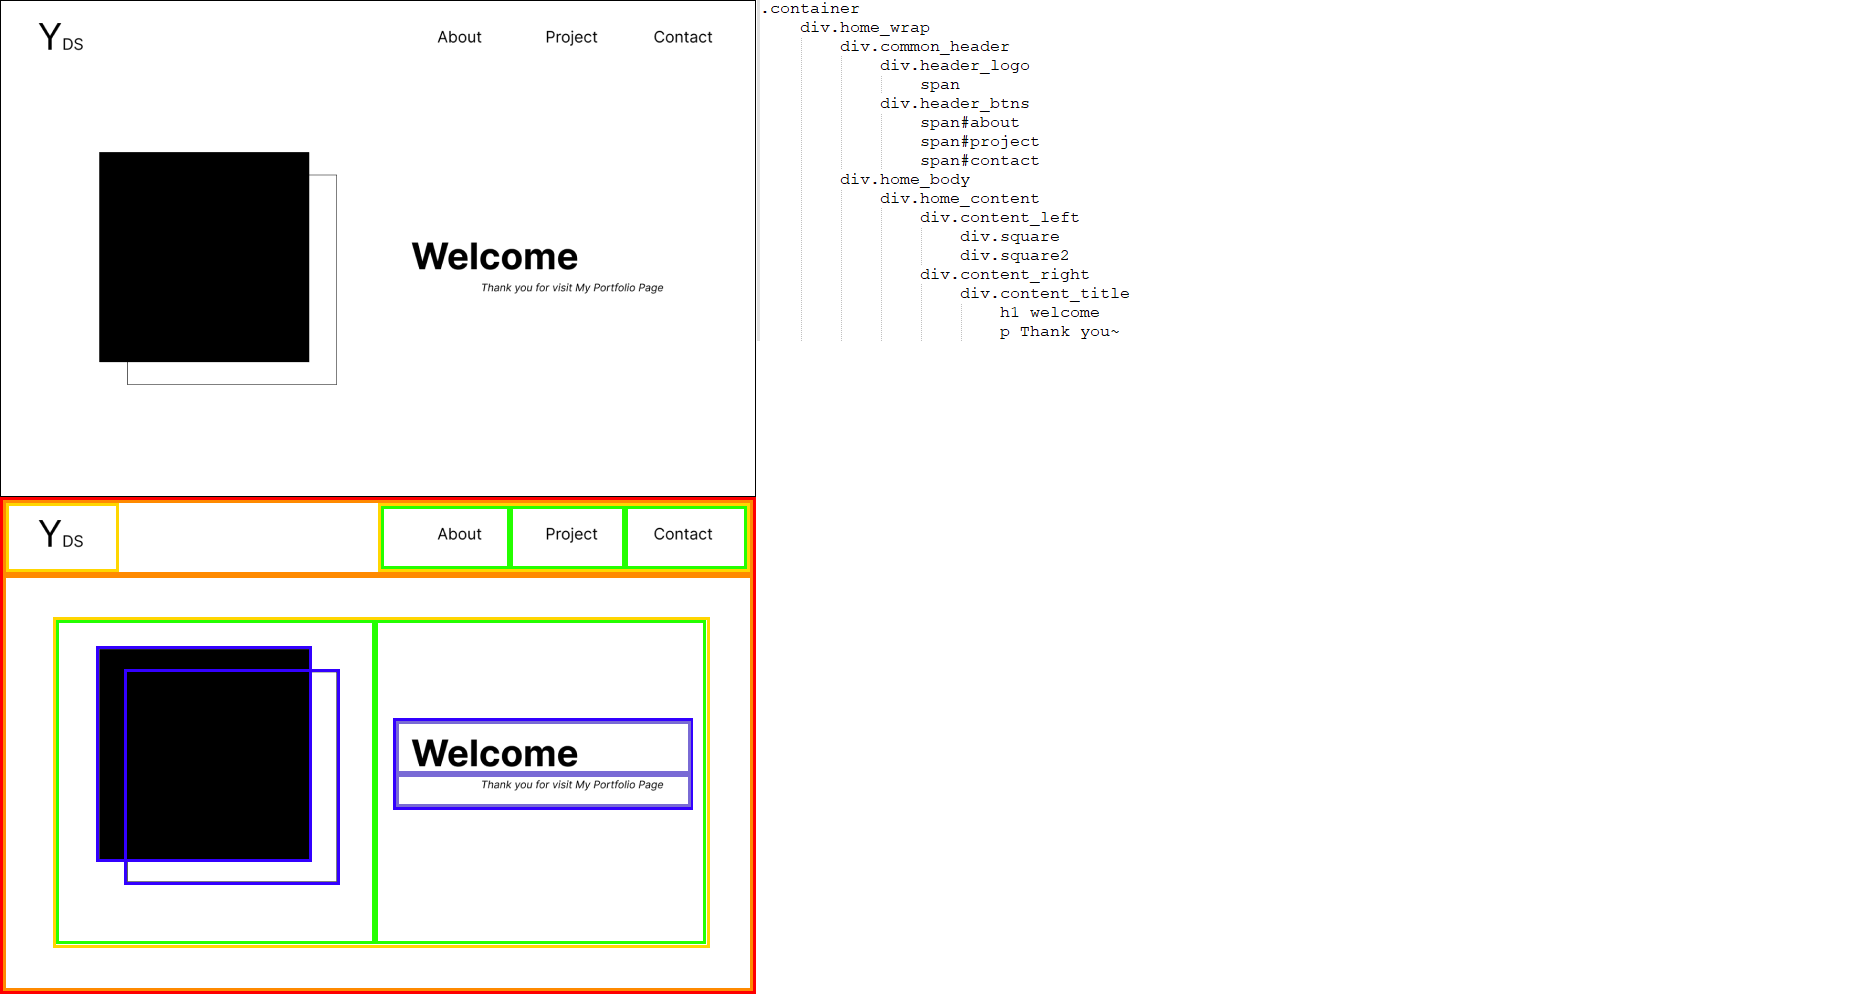 YDS About Project Contact
Welcome
Thank you for visit My Portfolio Page
.container
div.home_wrap
div.common_header
div.header_logo
span
div.header_btns
span#about
span#project
span#contact
div.home_body
div.home_content
div.content_left
div.square
div.square2
div.content_right
div.content_title
h1 welcome
p Thank you~
YDS About Project Contact
Welcome
Thank you for visit My Portfolio Page